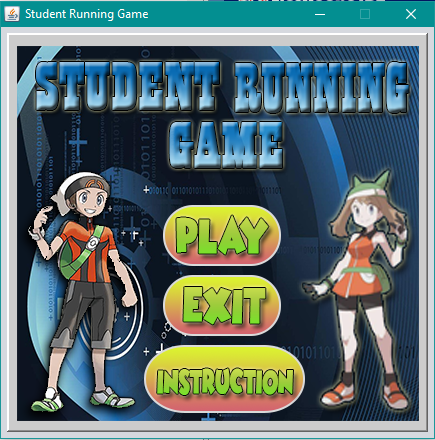 Student Running Game
STUDENT RUNNING
GAME
PLAY
EXIT
INSTRUCTION